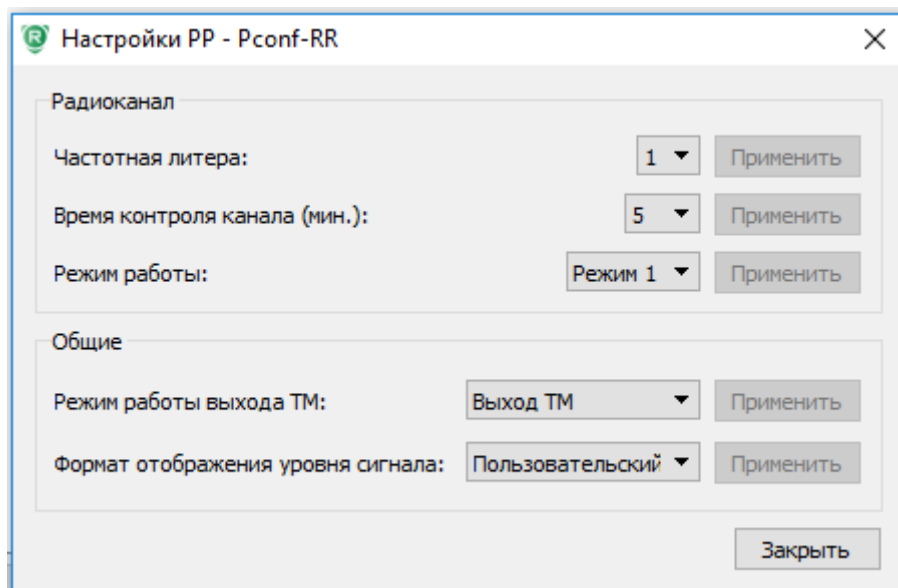 Настройки РР - Pconf-RR
Радиоканал
Частотная литера: 1 Применить
Время контроля канала (мин.): 5 Применить
Режим работы: Режим 1 Применить
Общие
Режим работы выхода ТМ: Выход ТМ Применить
Формат отображения уровня сигнала: Пользовательский Применить
Закрыть